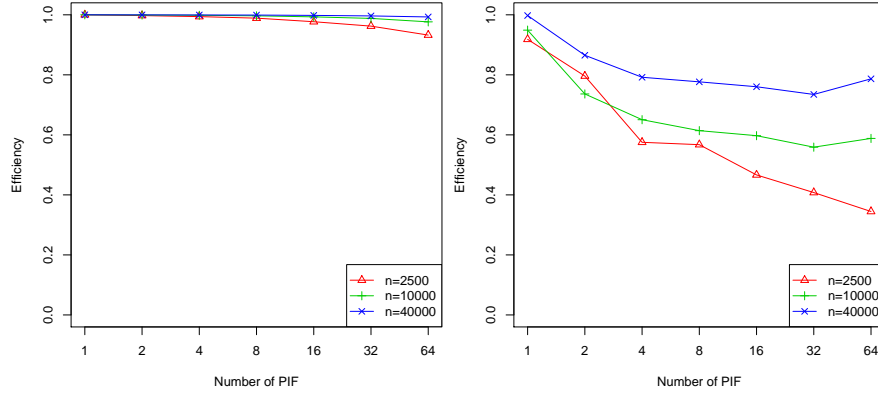 Efficiency
1.0
0.8
0.6
0.4
0.2
0.0
1 2 4 8 16 32 64
Number of PIF
n=2500
n=10000
n=40000
Efficiency
1.0
0.8
0.6
0.4
0.2
0.0
1 2 4 8 16 32 64
Number of PIF
n=2500
n=10000
n=40000